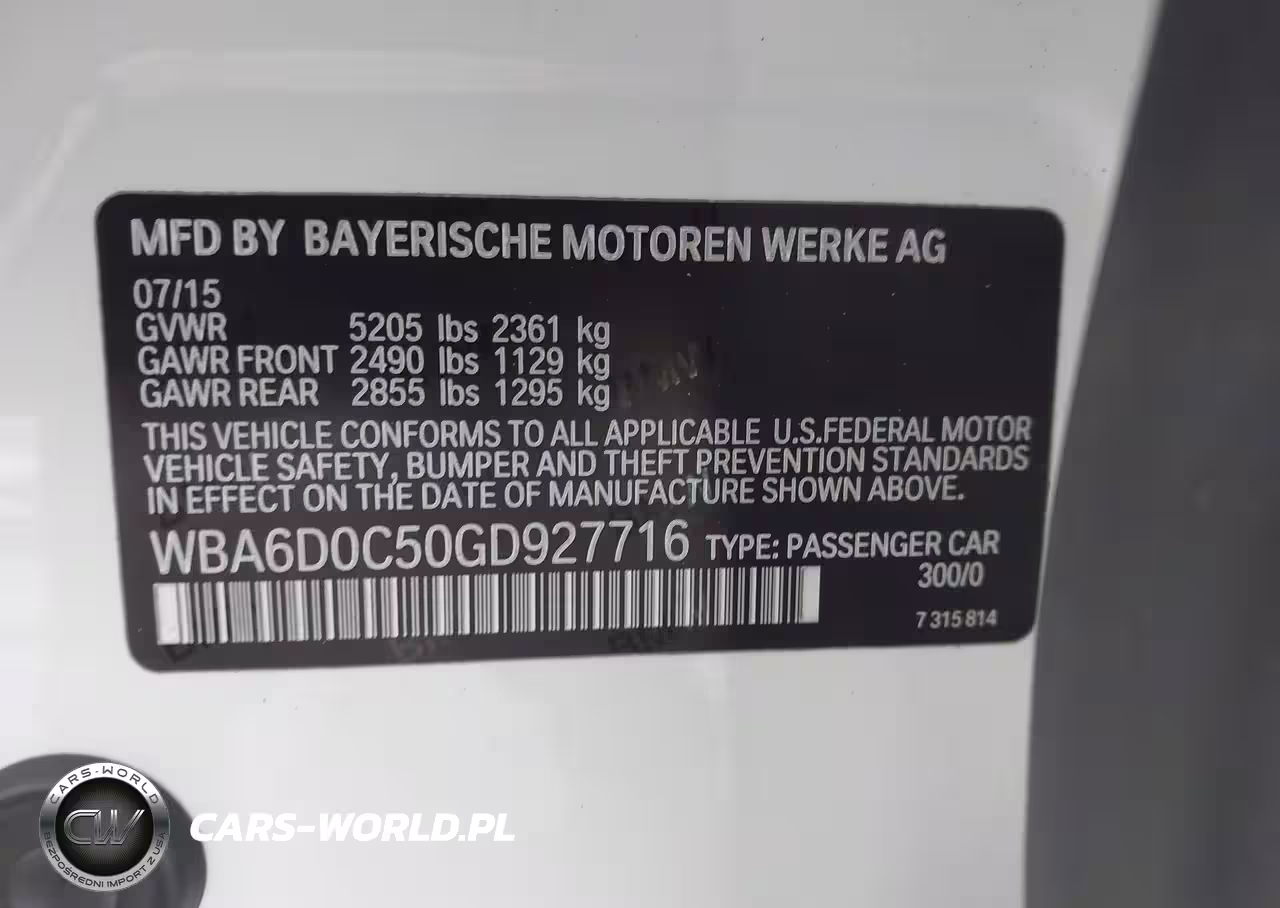 MFD BY BAYERISCHE MOTOREN WERKE AG
07/15
GVWR 5205 lbs 2361 kg
GAWR FRONT 2490 lbs 1129 kg
GAWR REAR 2855 lbs 1295 kg
THIS VEHICLE CONFORMS TO ALL APPLICABLE U.S.FEDERAL MOTOR
VEHICLE SAFETY, BUMPER AND THEFT PREVENTION STANDARDS
IN EFFECT ON THE DATE OF MANUFACTURE SHOWN ABOVE.
WBA6D0C50GD927716 TYPE: PASSENGER CAR
300/0
7 315 814
CARS-WORLD
CW
BEZPOŚREDNI IMPORT Z USA
CARS-WORLD.PL